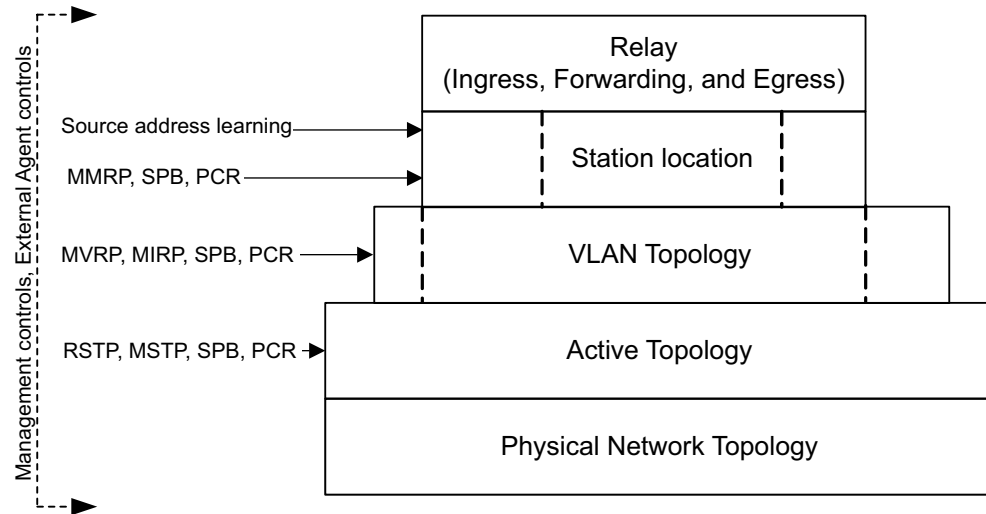 Management controls, External Agent controls
Relay
(Ingress, Forwarding, and Egress)
Source address learning
Station location
MMRP, SPB, PCR
MVRP, MIRP, SPB, PCR
VLAN Topology
RSTP, MSTP, SPB, PCR
Active Topology
Physical Network Topology